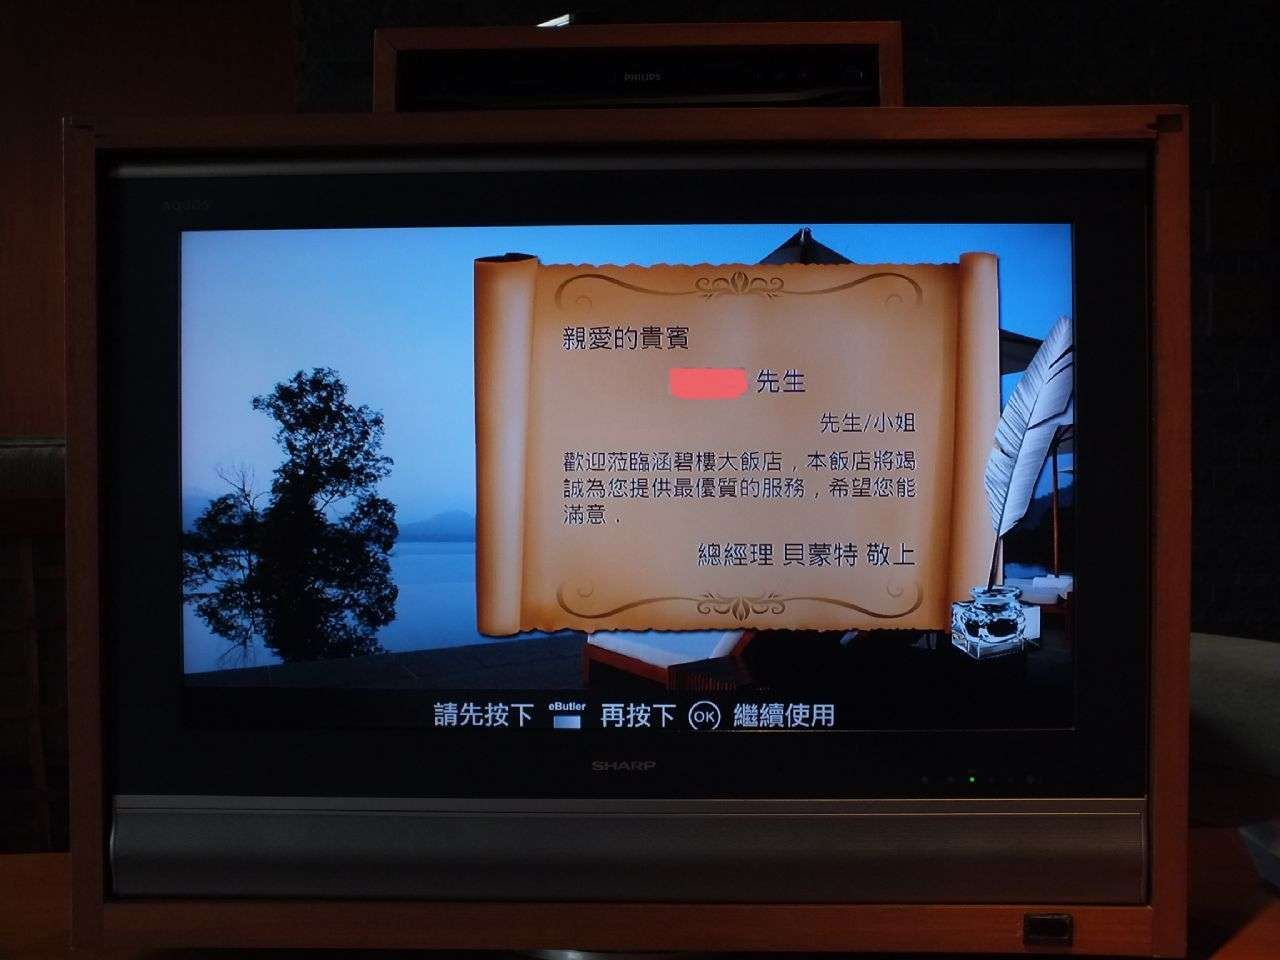 PHILIPS
AQUOS
親愛的貴賓
先生
先生/小姐
歡迎蒞臨涵碧樓大飯店，本飯店將竭
誠為您提供最優質的服務，希望您能
滿意．
總經理 貝蒙特 敬上
請先按下 eButler 再按下 OK 繼續使用
SHARP